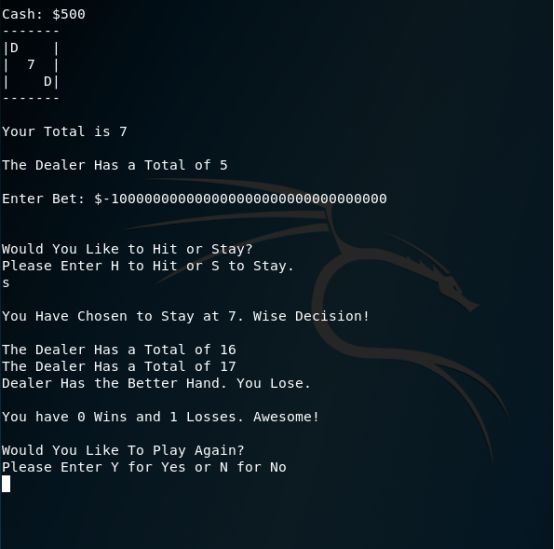 Cash: $500
-------
|D    |
|  7  |
|    D|
-------
Your Total is 7
The Dealer Has a Total of 5
Enter Bet: $-10000000000000000000000000000000
Would You Like to Hit or Stay?
Please Enter H to Hit or S to Stay.
s
You Have Chosen to Stay at 7. Wise Decision!
The Dealer Has a Total of 16
The Dealer Has a Total of 17
Dealer Has the Better Hand. You Lose.
You have 0 Wins and 1 Losses. Awesome!
Would You Like To Play Again?
Please Enter Y for Yes or N for No